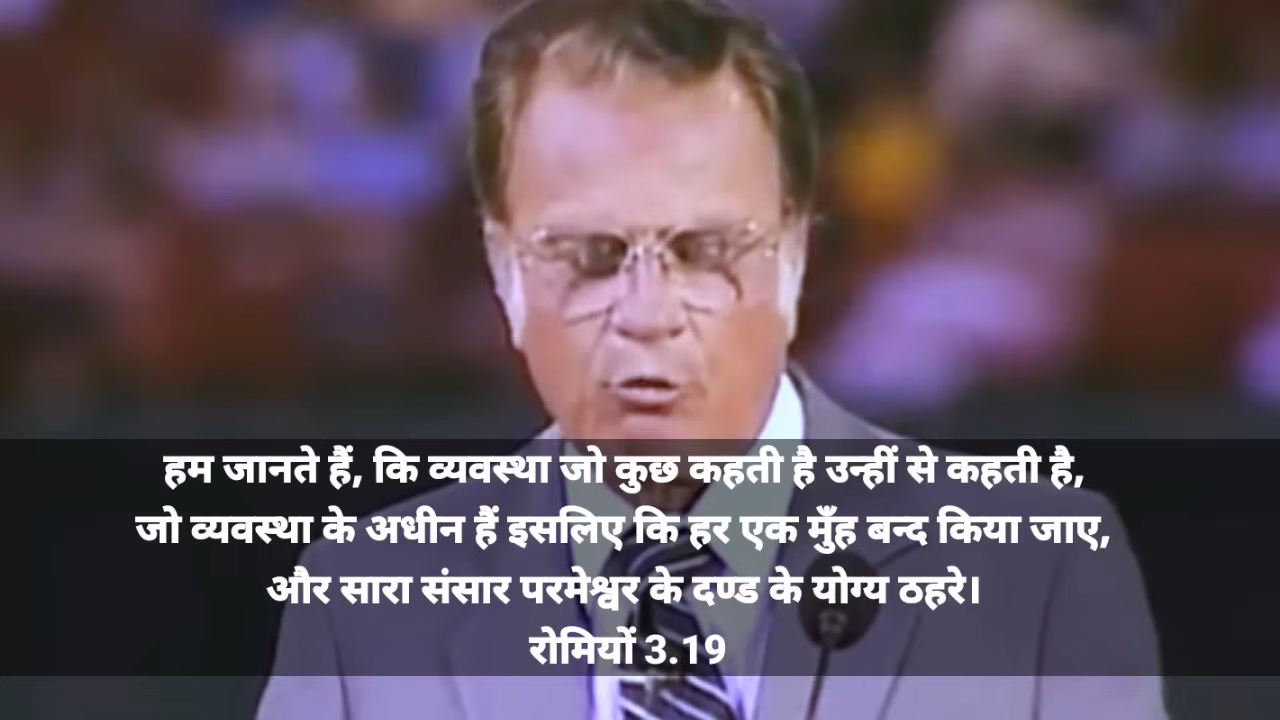 हम जानते हैं, कि व्यवस्था जो कुछ कहती है उन्हीं से कहती है,
जो व्यवस्था के अधीन हैं इसलिए कि हर एक मुँह बन्द किया जाए,
और सारा संसार परमेश्वर के दण्ड के योग्य ठहरे।
रोमियों 3.19